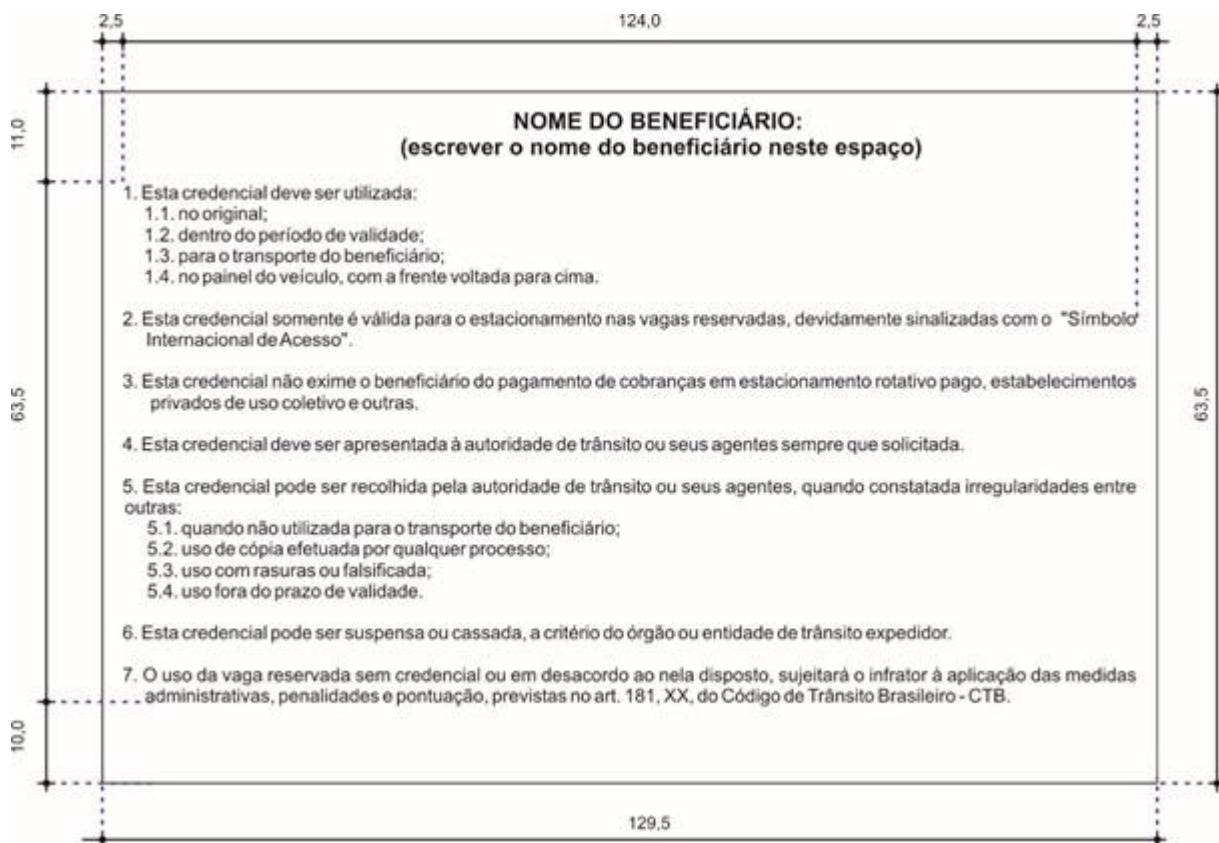 2,5 124,0 2,5
11,0
NOME DO BENEFICIÁRIO:
(escrever o nome do beneficiário neste espaço)
1. Esta credencial deve ser utilizada:
1.1. no original;
1.2. dentro do período de validade;
1.3. para o transporte do beneficiário;
1.4. no painel do veículo, com a frente voltada para cima.
2. Esta credencial somente é válida para o estacionamento nas vagas reservadas, devidamente sinalizadas com o "Símbolo
Internacional de Acesso".
3. Esta credencial não exime o beneficiário do pagamento de cobranças em estacionamento rotativo pago, estabelecimentos
privados de uso coletivo e outras.
63,5
63,5
4. Esta credencial deve ser apresentada à autoridade de trânsito ou seus agentes sempre que solicitada.
5. Esta credencial pode ser recolhida pela autoridade de trânsito ou seus agentes, quando constatada irregularidades entre
outras:
5.1. quando não utilizada para o transporte do beneficiário;
5.2. uso de cópia efetuada por qualquer processo;
5.3. uso com rasuras ou falsificada;
5.4. uso fora do prazo de validade.
6. Esta credencial pode ser suspensa ou cassada, a critério do órgão ou entidade de trânsito expedidor.
7. O uso da vaga reservada sem credencial ou em desacordo ao nela disposto, sujeitará o infrator à aplicação das medidas
administrativas, penalidades e pontuação, previstas no art. 181, XX, do Código de Trânsito Brasileiro - CTB.
10,0
129,5